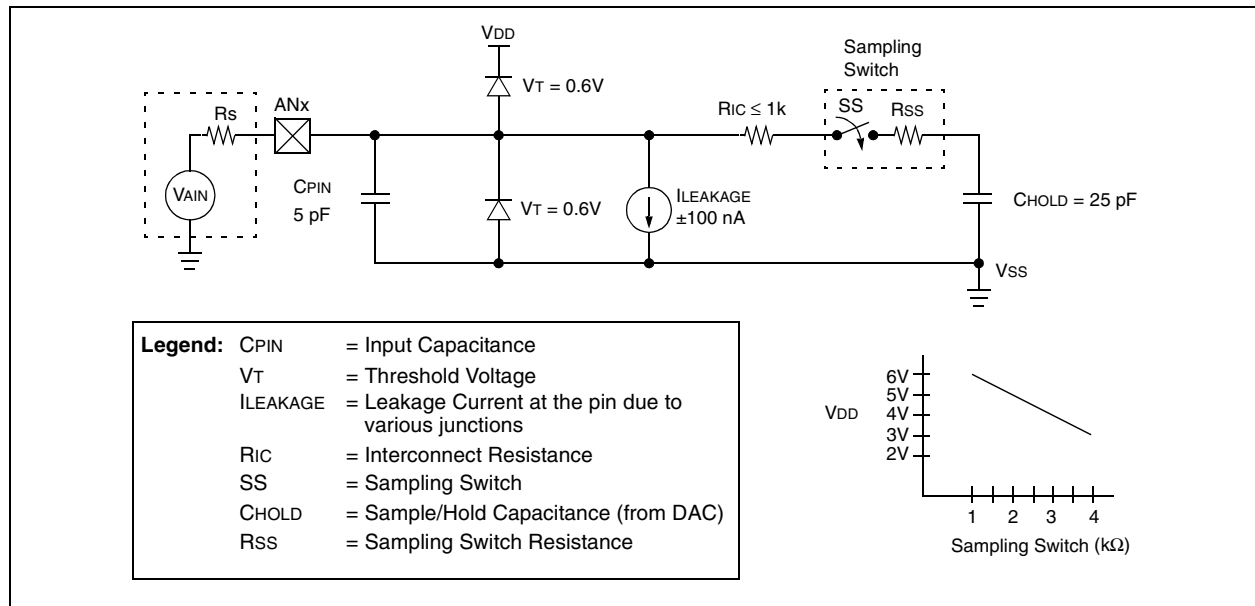 VDD
Sampling
Switch
VT = 0.6V
ANx
Rs
RIC ≤ 1k
SS
RSS
VAIN
CPIN
5 pF
VT = 0.6V
ILEAKAGE
±100 nA
CHOLD = 25 pF
VSS
Legend: CPIN = Input Capacitance
VT = Threshold Voltage
ILEAKAGE = Leakage Current at the pin due to
various junctions
RIC = Interconnect Resistance
SS = Sampling Switch
CHOLD = Sample/Hold Capacitance (from DAC)
RSS = Sampling Switch Resistance
VDD
6V
5V
4V
3V
2V
1 2 3 4
Sampling Switch (kΩ)